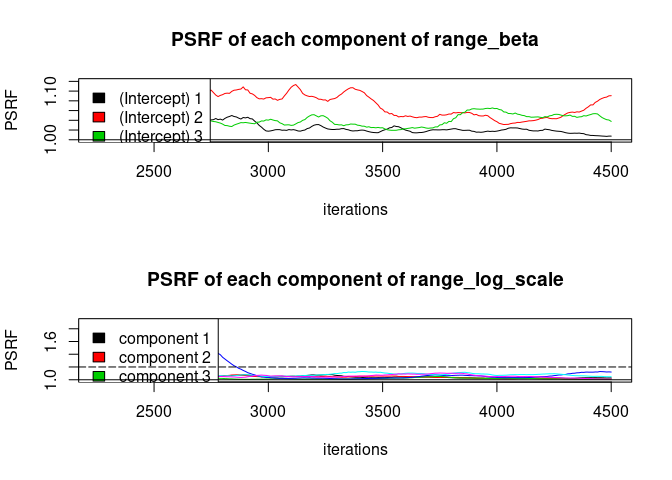 PSRF of each component of range_beta
PSRF
1.00 1.10
(Intercept) 1
(Intercept) 2
(Intercept) 3
2500 3000 3500 4000 4500
iterations
PSRF of each component of range_log_scale
PSRF
1.0 1.6
component 1
component 2
component 3
2500 3000 3500 4000 4500
iterations